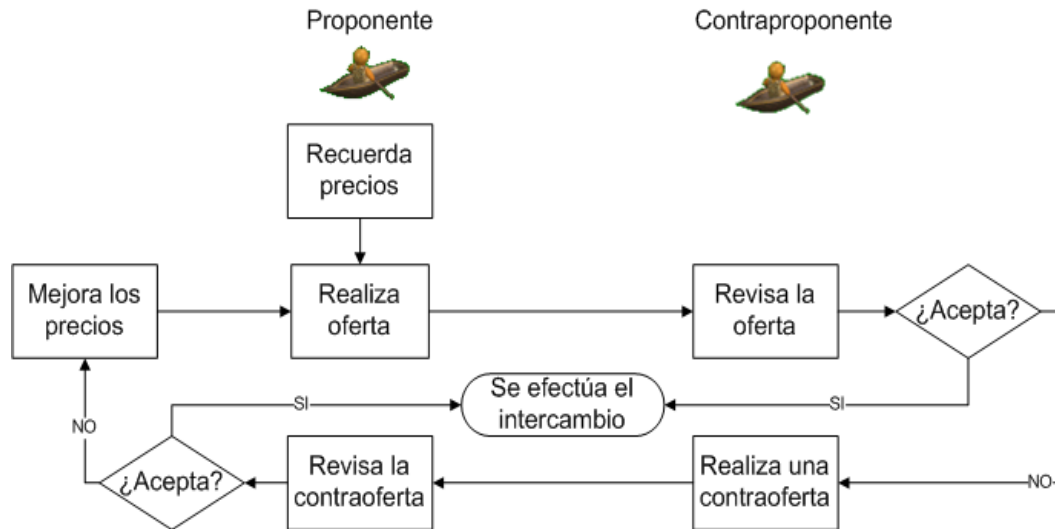 Proponente
Contraproponente
Recuerda
precios
Mejora los
precios
Realiza
oferta
Revisa la
oferta
¿Acepta?
Se efectúa el
intercambio
SI
SI
NO
¿Acepta?
Revisa la
contraoferta
Realiza una
contraoferta
NO